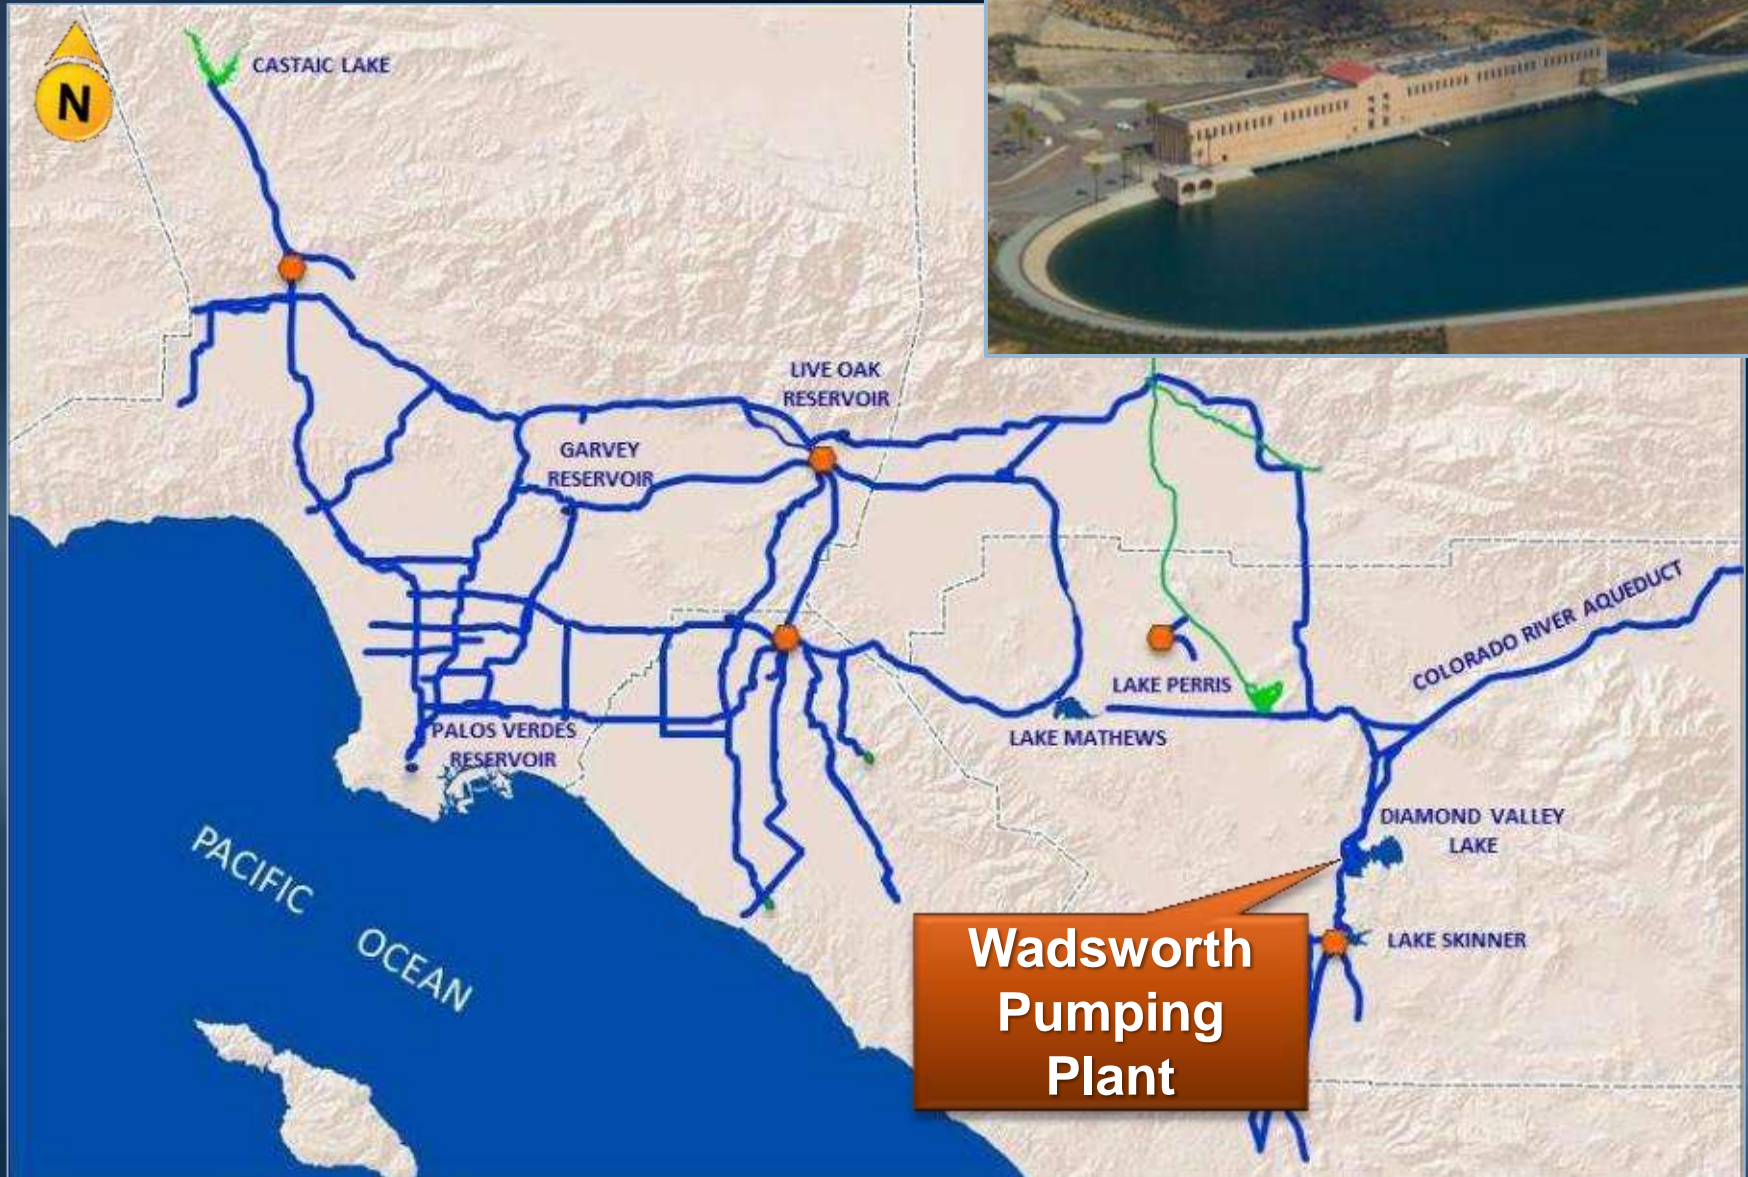 N
CASTAIC LAKE
LIVE OAK
RESERVOIR
GARVEY
RESERVOIR
COLORADO RIVER AQUEDUCT
LAKE PERRIS
LAKE MATHEWS
PALOS VERDES
RESERVOIR
DIAMOND VALLEY
LAKE
PACIFIC
OCEAN
LAKE SKINNER
Wadsworth
Pumping
Plant